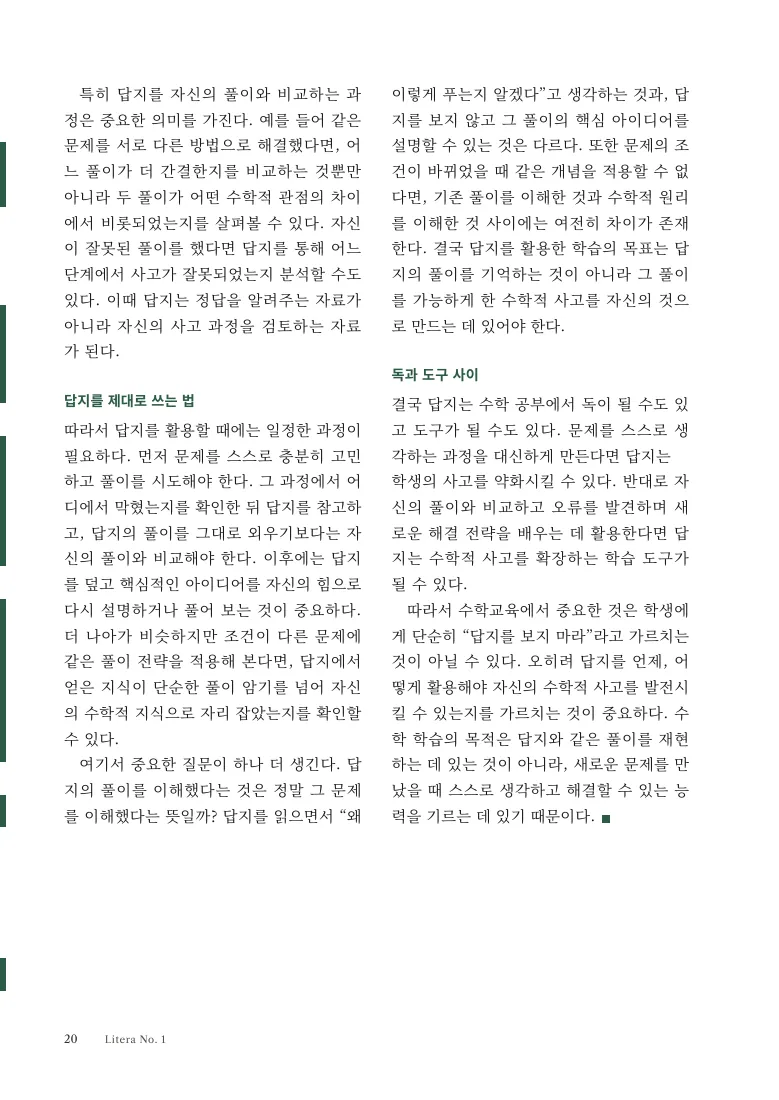 특히 답지를 자신의 풀이와 비교하는 과
정은 중요한 의미를 가진다. 예를 들어 같은
문제를 서로 다른 방법으로 해결했다면, 어
느 풀이가 더 간결한지를 비교하는 것뿐만
아니라 두 풀이가 어떤 수학적 관점의 차이
에서 비롯되었는지를 살펴볼 수 있다. 자신
이 잘못된 풀이를 했다면 답지를 통해 어느
단계에서 사고가 잘못되었는지 분석할 수도
있다. 이때 답지는 정답을 알려주는 자료가
아니라 자신의 사고 과정을 검토하는 자료
가 된다.
답지를 제대로 쓰는 법
따라서 답지를 활용할 때에는 일정한 과정이
필요하다. 먼저 문제를 스스로 충분히 고민
하고 풀이를 시도해야 한다. 그 과정에서 어
디에서 막혔는지를 확인한 뒤 답지를 참고하
고, 답지의 풀이를 그대로 외우기보다는 자
신의 풀이와 비교해야 한다. 이후에는 답지
를 덮고 핵심적인 아이디어를 자신의 힘으로
다시 설명하거나 풀어 보는 것이 중요하다.
더 나아가 비슷하지만 조건이 다른 문제에
같은 풀이 전략을 적용해 본다면, 답지에서
얻은 지식이 단순한 풀이 암기를 넘어 자신
의 수학적 지식으로 자리 잡았는지를 확인할
수 있다.
여기서 중요한 질문이 하나 더 생긴다. 답
지의 풀이를 이해했다는 것은 정말 그 문제
를 이해했다는 뜻일까? 답지를 읽으면서 “왜
이렇게 푸는지 알겠다”고 생각하는 것과, 답
지를 보지 않고 그 풀이의 핵심 아이디어를
설명할 수 있는 것은 다르다. 또한 문제의 조
건이 바뀌었을 때 같은 개념을 적용할 수 없
다면, 기존 풀이를 이해한 것과 수학적 원리
를 이해한 것 사이에는 여전히 차이가 존재
한다. 결국 답지를 활용한 학습의 목표는 답
지의 풀이를 기억하는 것이 아니라 그 풀이
를 가능하게 한 수학적 사고를 자신의 것으
로 만드는 데 있어야 한다.
독과 도구 사이
결국 답지는 수학 공부에서 독이 될 수도 있
고 도구가 될 수도 있다. 문제를 스스로 생
각하는 과정을 대신하게 만든다면 답지는
학생의 사고를 약화시킬 수 있다. 반대로 자
신의 풀이와 비교하고 오류를 발견하며 새
로운 해결 전략을 배우는 데 활용한다면 답
지는 수학적 사고를 확장하는 학습 도구가
될 수 있다.
따라서 수학교육에서 중요한 것은 학생에
게 단순히 “답지를 보지 마라”라고 가르치는
것이 아닐 수 있다. 오히려 답지를 언제, 어
떻게 활용해야 자신의 수학적 사고를 발전시
킬 수 있는지를 가르치는 것이 중요하다. 수
학 학습의 목적은 답지와 같은 풀이를 재현
하는 데 있는 것이 아니라, 새로운 문제를 만
났을 때 스스로 생각하고 해결할 수 있는 능
력을 기르는 데 있기 때문이다. ■
20 Litera No. 1